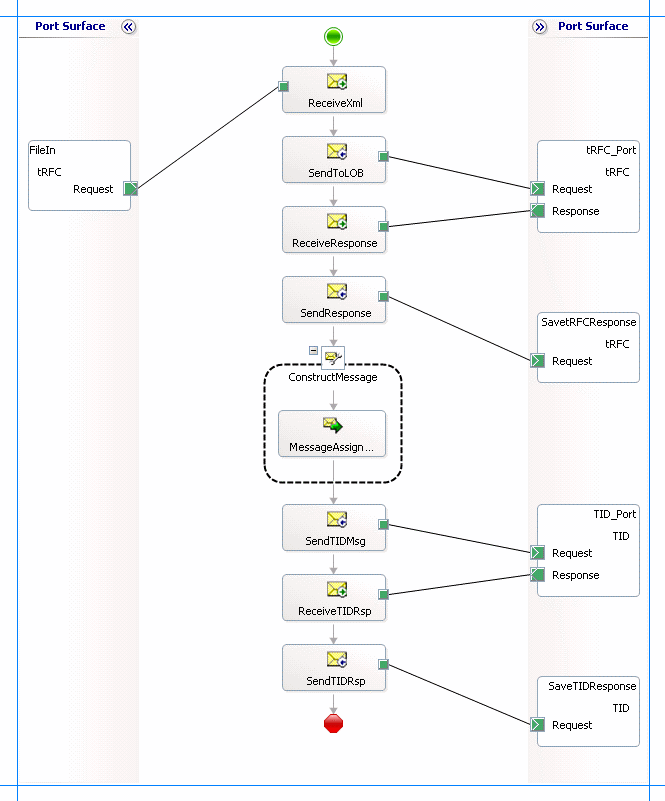 Port Surface
Port Surface
ReceiveXml
FileIn
tRFC
Request
SendToLOB
tRFC_Port
tRFC
Request
Response
ReceiveResponse
SendResponse
SavetRFCResponse
tRFC
Request
ConstructMessage
MessageAssign...
SendTIDMsg
TID_Port
TID
Request
Response
ReceiveTIDRsp
SendTIDRsp
SaveTIDResponse
TID
Request